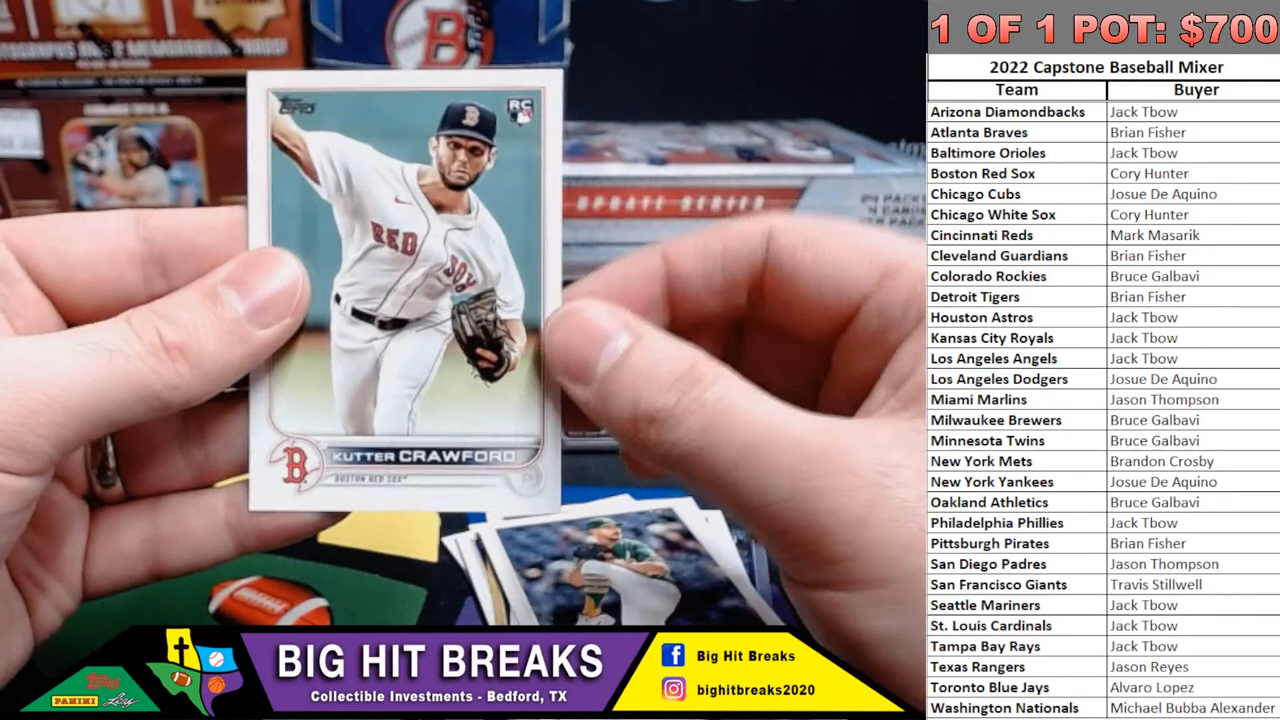 1 OF 1 POT: $700
2022 Capstone Baseball Mixer
Team Buyer
Arizona Diamondbacks Jack Tbow
Atlanta Braves Brian Fisher
Baltimore Orioles Jack Tbow
Boston Red Sox Cory Hunter
Chicago Cubs Josue De Aquino
Chicago White Sox Cory Hunter
Cincinnati Reds Mark Masarik
Cleveland Guardians Brian Fisher
Colorado Rockies Bruce Galbavi
Detroit Tigers Brian Fisher
Houston Astros Jack Tbow
Kansas City Royals Jack Tbow
Los Angeles Angels Jack Tbow
Los Angeles Dodgers Josue De Aquino
Miami Marlins Jason Thompson
Milwaukee Brewers Bruce Galbavi
Minnesota Twins Bruce Galbavi
New York Mets Brandon Crosby
New York Yankees Josue De Aquino
Oakland Athletics Bruce Galbavi
Philadelphia Phillies Jack Tbow
Pittsburgh Pirates Brian Fisher
San Diego Padres Jason Thompson
San Francisco Giants Travis Stillwell
Seattle Mariners Jack Tbow
St. Louis Cardinals Jack Tbow
Tampa Bay Rays Jack Tbow
Texas Rangers Jason Reyes
Toronto Blue Jays Alvaro Lopez
Washington Nationals Michael Bubba Alexander
B
UPDATE SERIES
Topps
RC
B
RED SOX
B
KUTTER CRAWFORD
BOSTON RED SOX
Topps
PANINI Leaf
BIG HIT BREAKS
Collectible Investments - Bedford, TX
f Big Hit Breaks
bighitbreaks2020